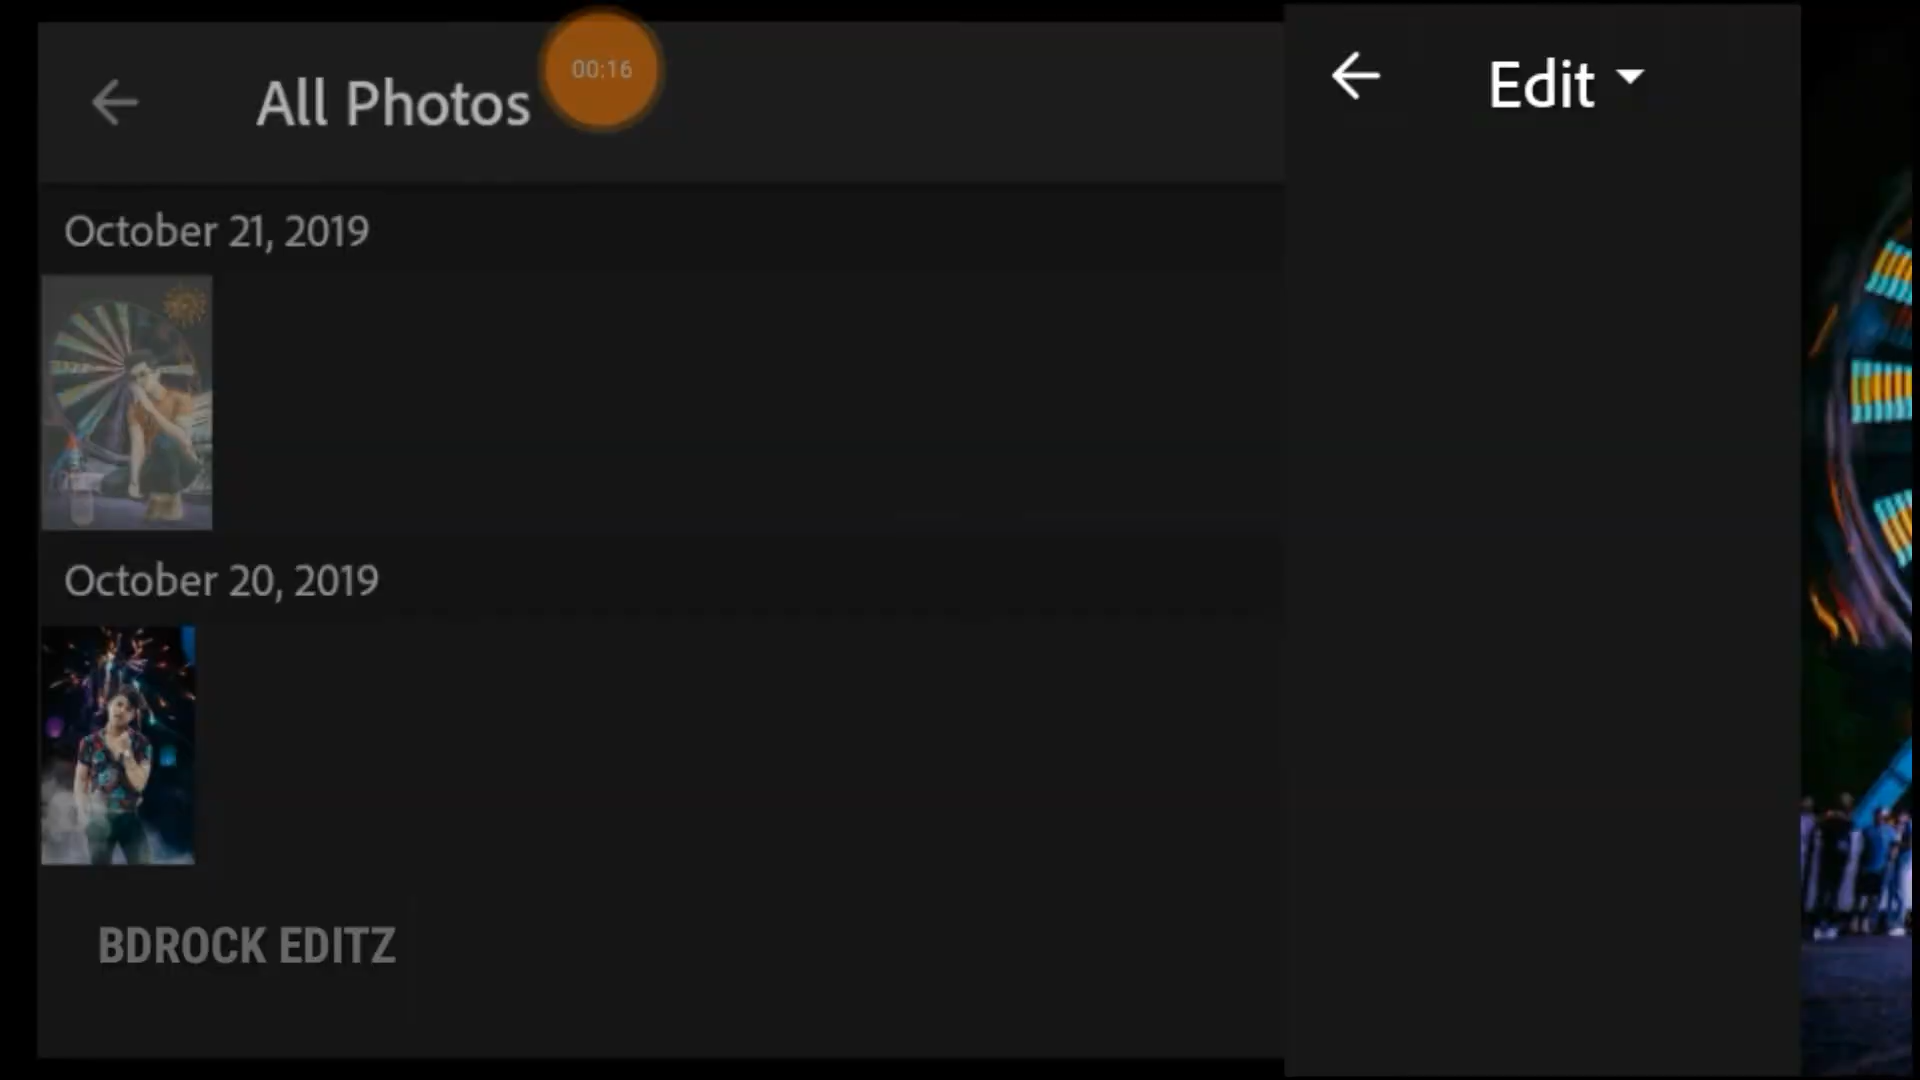 All Photos
00:16
Edit
October 21, 2019
October 20, 2019
BDROCK EDITZ